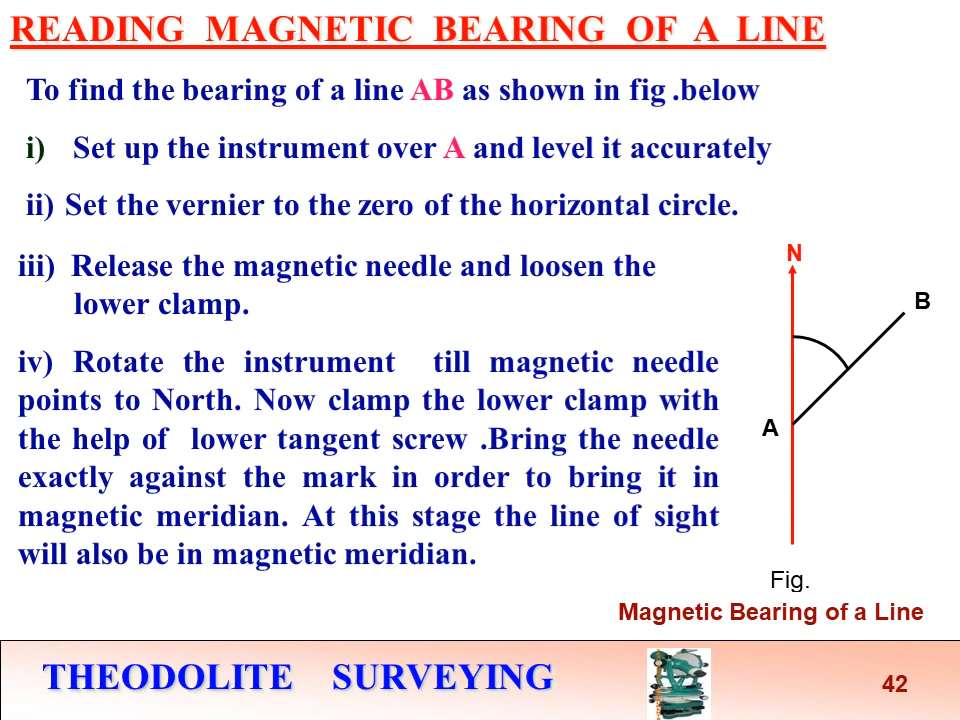 READING MAGNETIC BEARING OF A LINE
To find the bearing of a line AB as shown in fig .below
i) Set up the instrument over A and level it accurately
ii) Set the vernier to the zero of the horizontal circle.
iii) Release the magnetic needle and loosen the
lower clamp.
iv) Rotate the instrument till magnetic needle
points to North. Now clamp the lower clamp with
the help of lower tangent screw .Bring the needle
exactly against the mark in order to bring it in
magnetic meridian. At this stage the line of sight
will also be in magnetic meridian.
N
B
A
Fig.
Magnetic Bearing of a Line
THEODOLITE SURVEYING
42